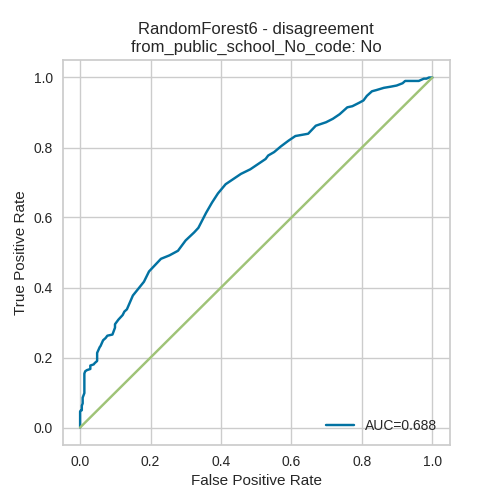 RandomForest6 - disagreement
from_public_school_No_code: No
True Positive Rate
1.0
0.8
0.6
0.4
0.2
0.0
AUC=0.688
0.0 0.2 0.4 0.6 0.8 1.0
False Positive Rate